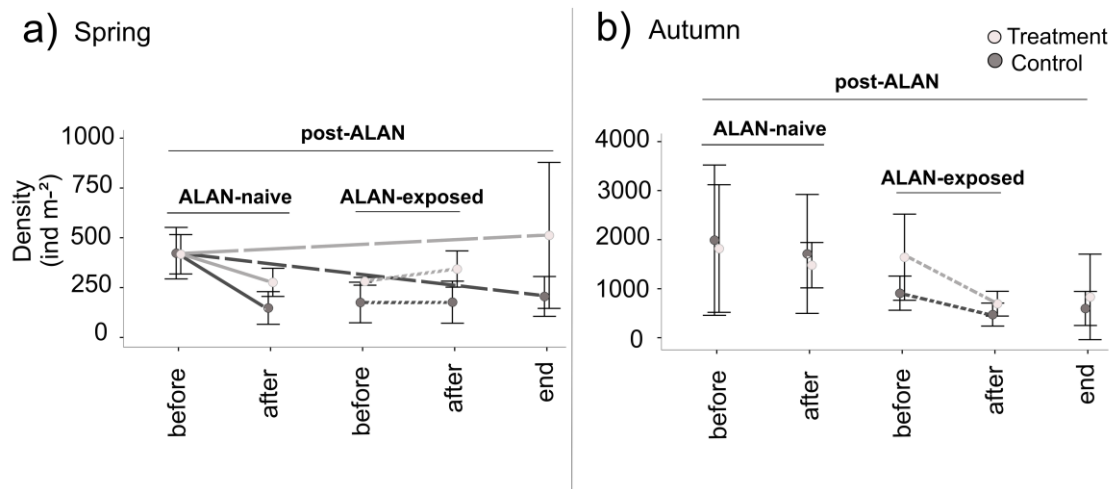 a) Spring
post-ALAN
ALAN-naive
ALAN-exposed
Density
(ind m-²)
1000
750
500
250
0
before
after
before
after
end
b) Autumn
Treatment
Control
post-ALAN
ALAN-naive
ALAN-exposed
4000
3000
2000
1000
0
before
after
before
after
end